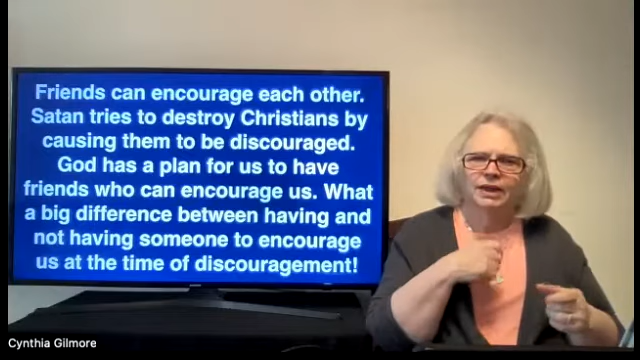 Friends can encourage each other.
Satan tries to destroy Christians by
causing them to be discouraged.
God has a plan for us to have
friends who can encourage us. What
a big difference between having and
not having someone to encourage
us at the time of discouragement!
Cynthia Gilmore